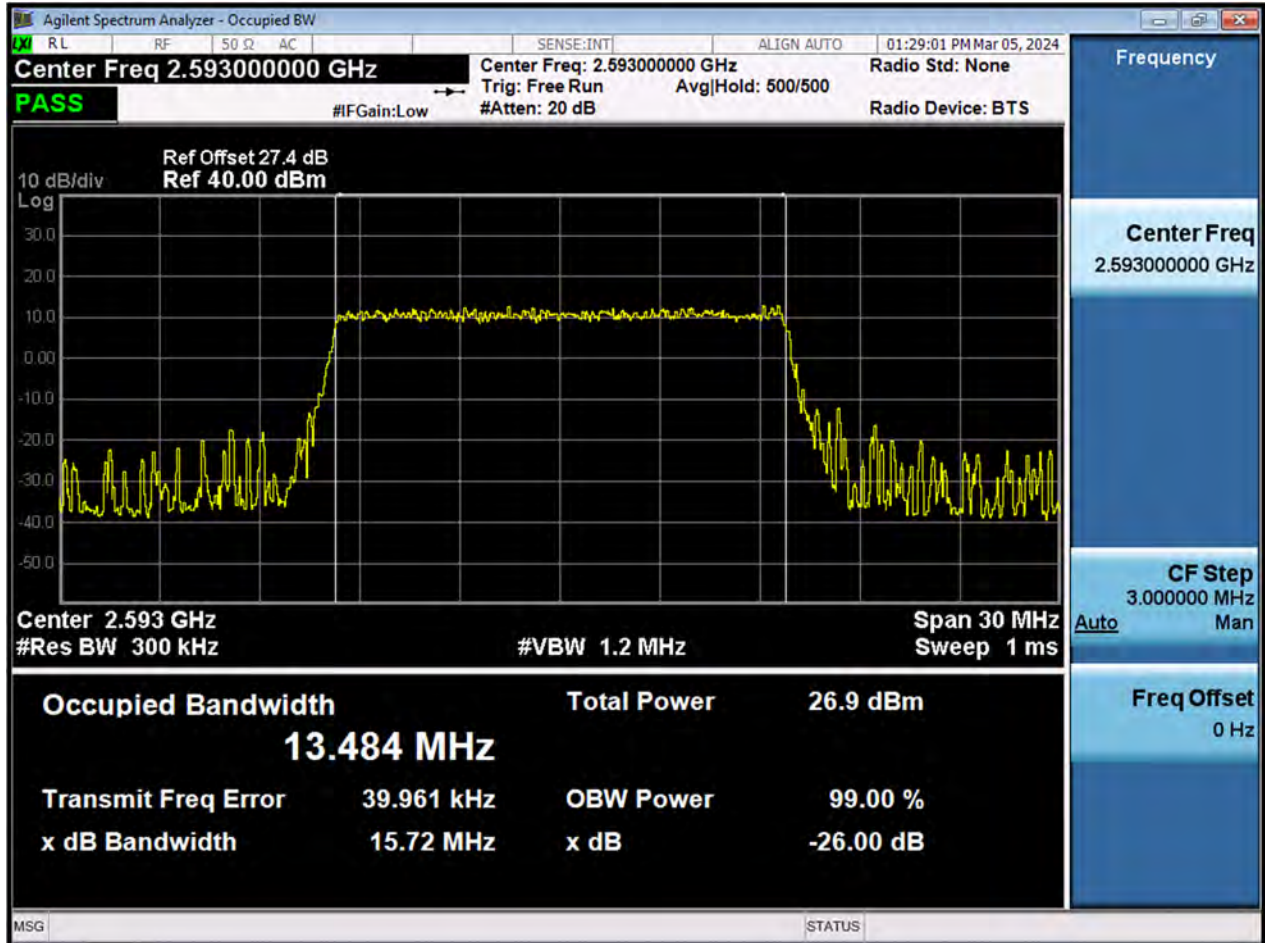 Agilent Spectrum Analyzer - Occupied BW
LXI RL RF 50 Ω AC SENSE:INT ALIGN AUTO 01:29:01 PM Mar 05, 2024
Center Freq 2.593000000 GHz
Center Freq: 2.593000000 GHz
Radio Std: None
Trig: Free Run Avg|Hold: 500/500
PASS
#IFGain:Low
#Atten: 20 dB
Radio Device: BTS
Ref Offset 27.4 dB
10 dB/div Ref 40.00 dBm
Log
30.0
20.0
10.0
0.00
-10.0
-20.0
-30.0
-40.0
-50.0
Center 2.593 GHz Span 30 MHz
#Res BW 300 kHz #VBW 1.2 MHz Sweep 1 ms
Occupied Bandwidth Total Power 26.9 dBm
13.484 MHz
Transmit Freq Error 39.961 kHz OBW Power 99.00 %
x dB Bandwidth 15.72 MHz x dB -26.00 dB
MSG STATUS
Frequency
Center Freq
2.593000000 GHz
CF Step
3.000000 MHz
Auto Man
Freq Offset
0 Hz